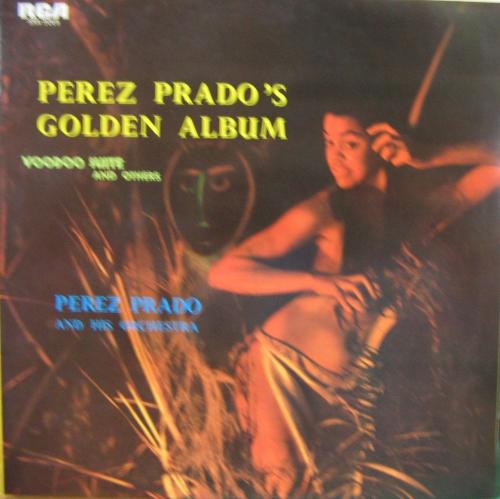 RCA
PEREZ PRADO'S
GOLDEN ALBUM
VOODOO SUITE
AND OTHERS
PEREZ PRADO
AND HIS ORCHESTRA